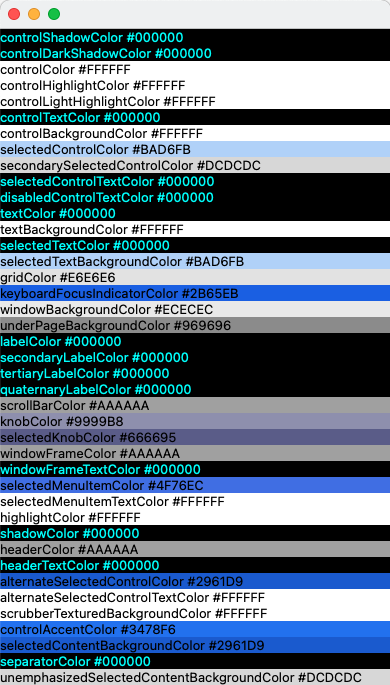 controlShadowColor #000000
controlDarkShadowColor #000000
controlColor #FFFFFF
controlHighlightColor #FFFFFF
controlLightHighlightColor #FFFFFF
controlTextColor #000000
controlBackgroundColor #FFFFFF
selectedControlColor #BAD6FB
secondarySelectedControlColor #DCDCDC
selectedControlTextColor #000000
disabledControlTextColor #000000
textColor #000000
textBackgroundColor #FFFFFF
selectedTextColor #000000
selectedTextBackgroundColor #BAD6FB
gridColor #E6E6E6
keyboardFocusIndicatorColor #2B65EB
windowBackgroundColor #ECECEC
underPageBackgroundColor #969696
labelColor #000000
secondaryLabelColor #000000
tertiaryLabelColor #000000
quaternaryLabelColor #000000
scrollBarColor #AAAAAA
knobColor #9999B8
selectedKnobColor #666695
windowFrameColor #AAAAAA
windowFrameTextColor #000000
selectedMenuItemColor #4F76EC
selectedMenuItemTextColor #FFFFFF
highlightColor #FFFFFF
shadowColor #000000
headerColor #AAAAAA
headerTextColor #000000
alternateSelectedControlColor #2961D9
alternateSelectedControlTextColor #FFFFFF
scrubberTexturedBackgroundColor #FFFFFF
controlAccentColor #3478F6
selectedContentBackgroundColor #2961D9
separatorColor #000000
unemphasizedSelectedContentBackgroundColor #DCDCDC